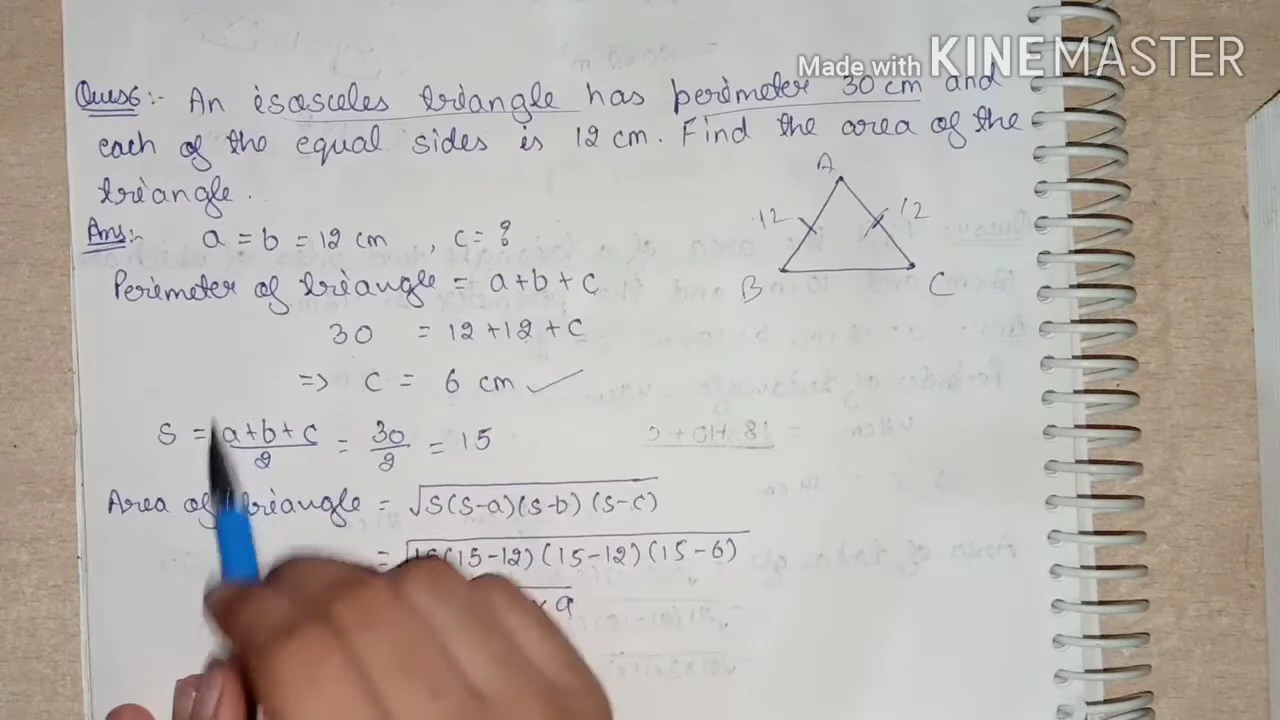 Made with KINEMASTER
Ques6:- An isosceles triangle has perimeter 30 cm and
each of the equal sides is 12 cm. Find the area of the
triangle.
A
12 12
B C
Ans:- a = b = 12 cm , c = ?
Perimeter of triangle = a+b+c
30 = 12+12+c
=> c = 6 cm ✓
S = a+b+c/2 = 30/2 = 15
Area of triangle = √S(S-a)(S-b)(S-c)
= √15(15-12)(15-12)(15-6)
× 9